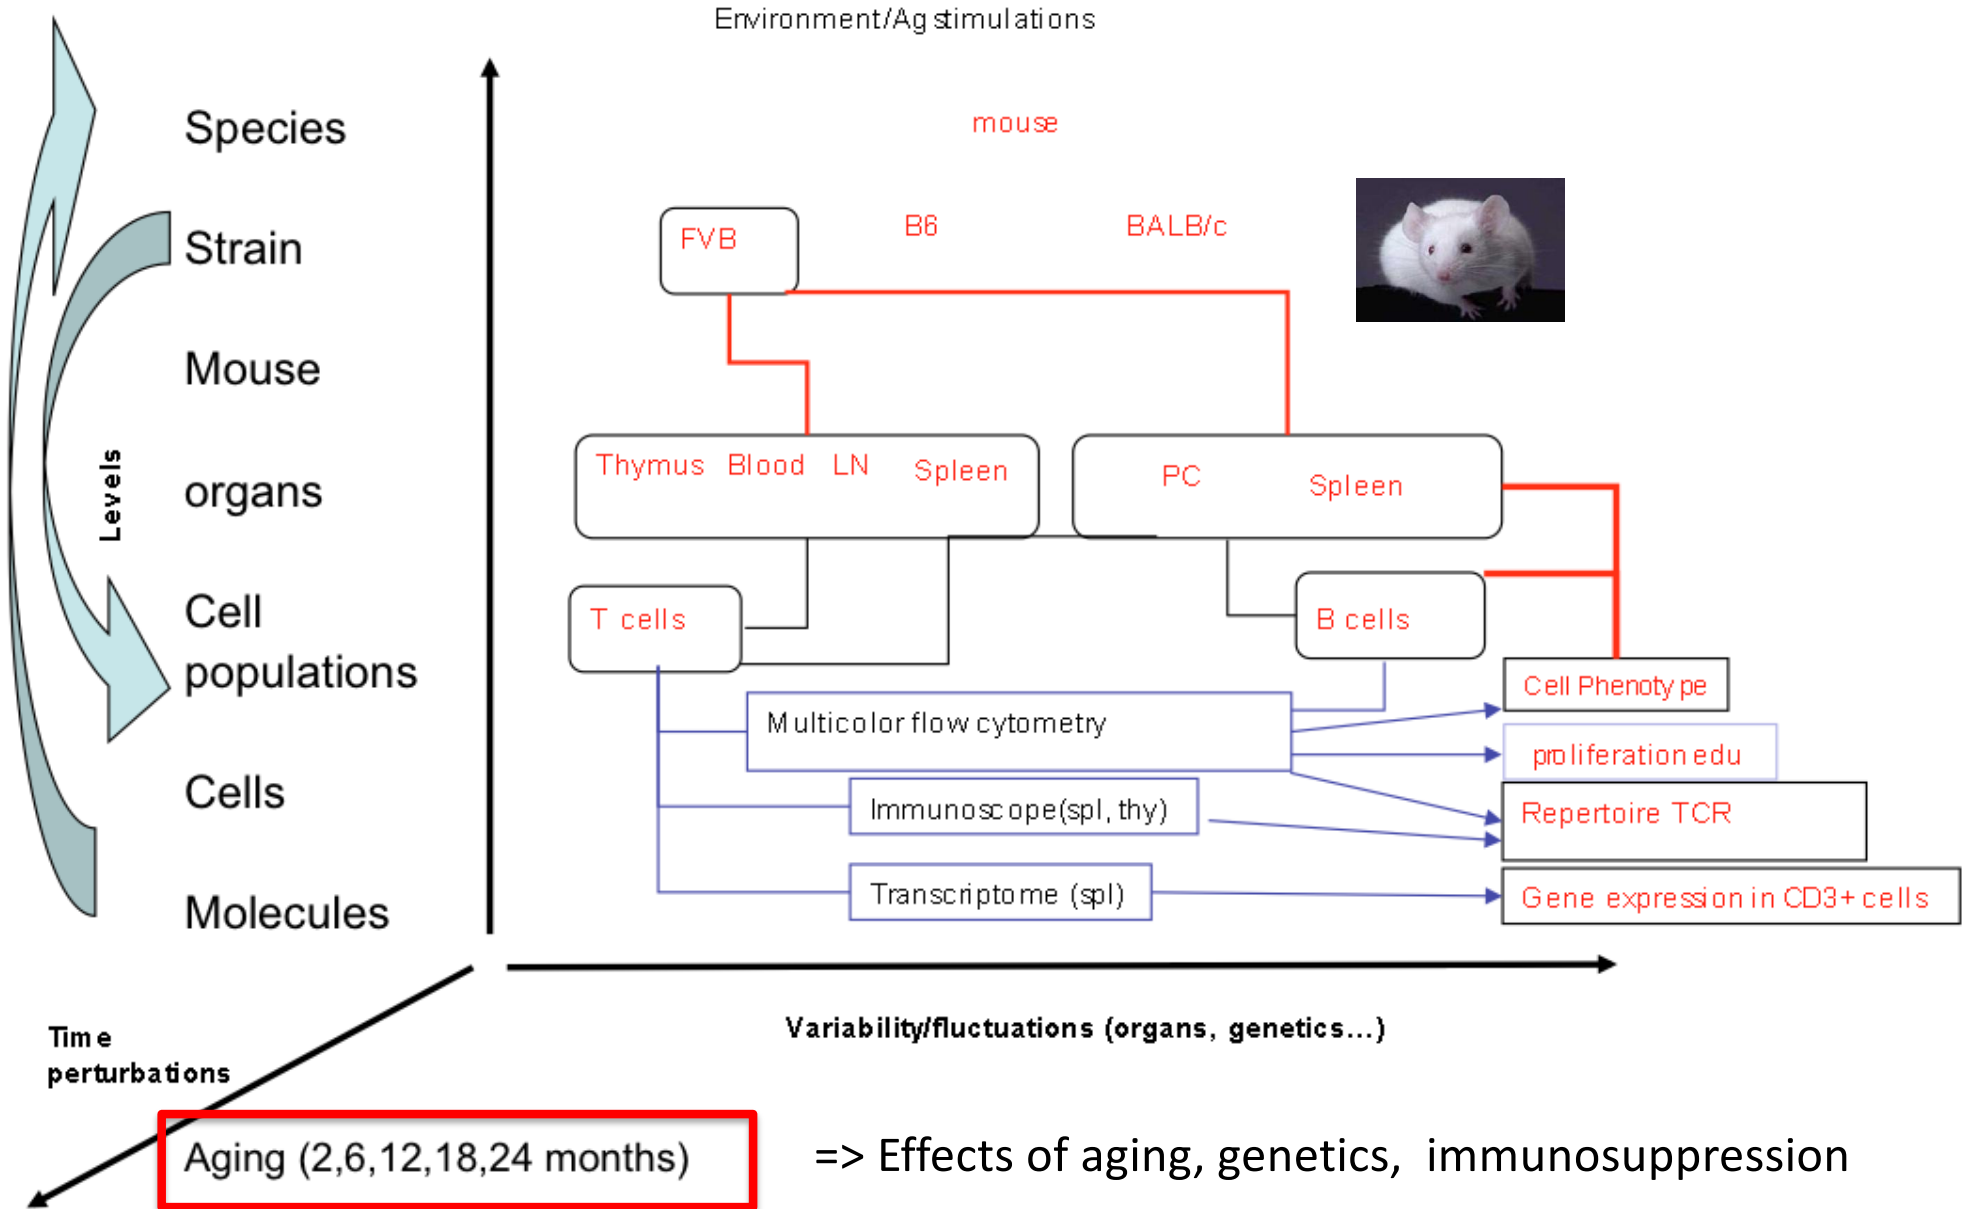 Environment/Ag stimulations
Species
mouse
Strain
FVB
B6
BALB/c
Mouse
Levels
organs
Thymus Blood LN Spleen
PC Spleen
Cell
populations
T cells
B cells
Cell Phenotype
Multicolor flow cytometry
proliferation edu
Cells
Immunoscope(spl, thy)
Repertoire TCR
Molecules
Transcriptome (spl)
Gene expression in CD3+ cells
Time
perturbations
Variability/fluctuations (organs, genetics...)
Aging (2,6,12,18,24 months)
=> Effects of aging, genetics, immunosuppression